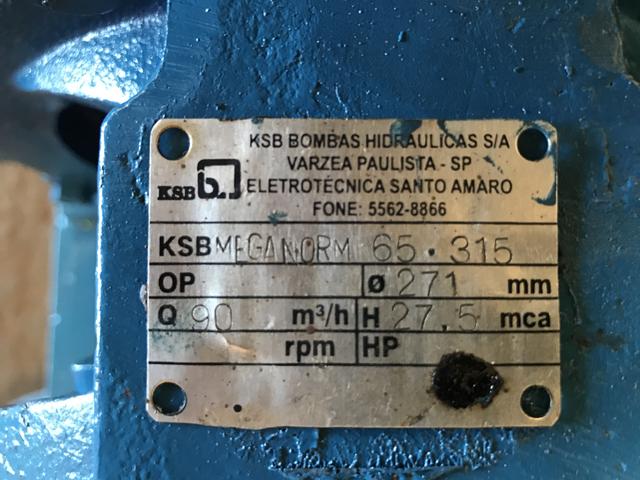 KSB BOMBAS HIDRAULICAS S/A
VARZEA PAULISTA - SP
KSB
ELETROTÉCNICA SANTO AMARO
FONE: 5562-8866
KSB MEGANORM 65.315
OP Ø 271 mm
Q 90 m³/h H 27.5 mca
rpm HP